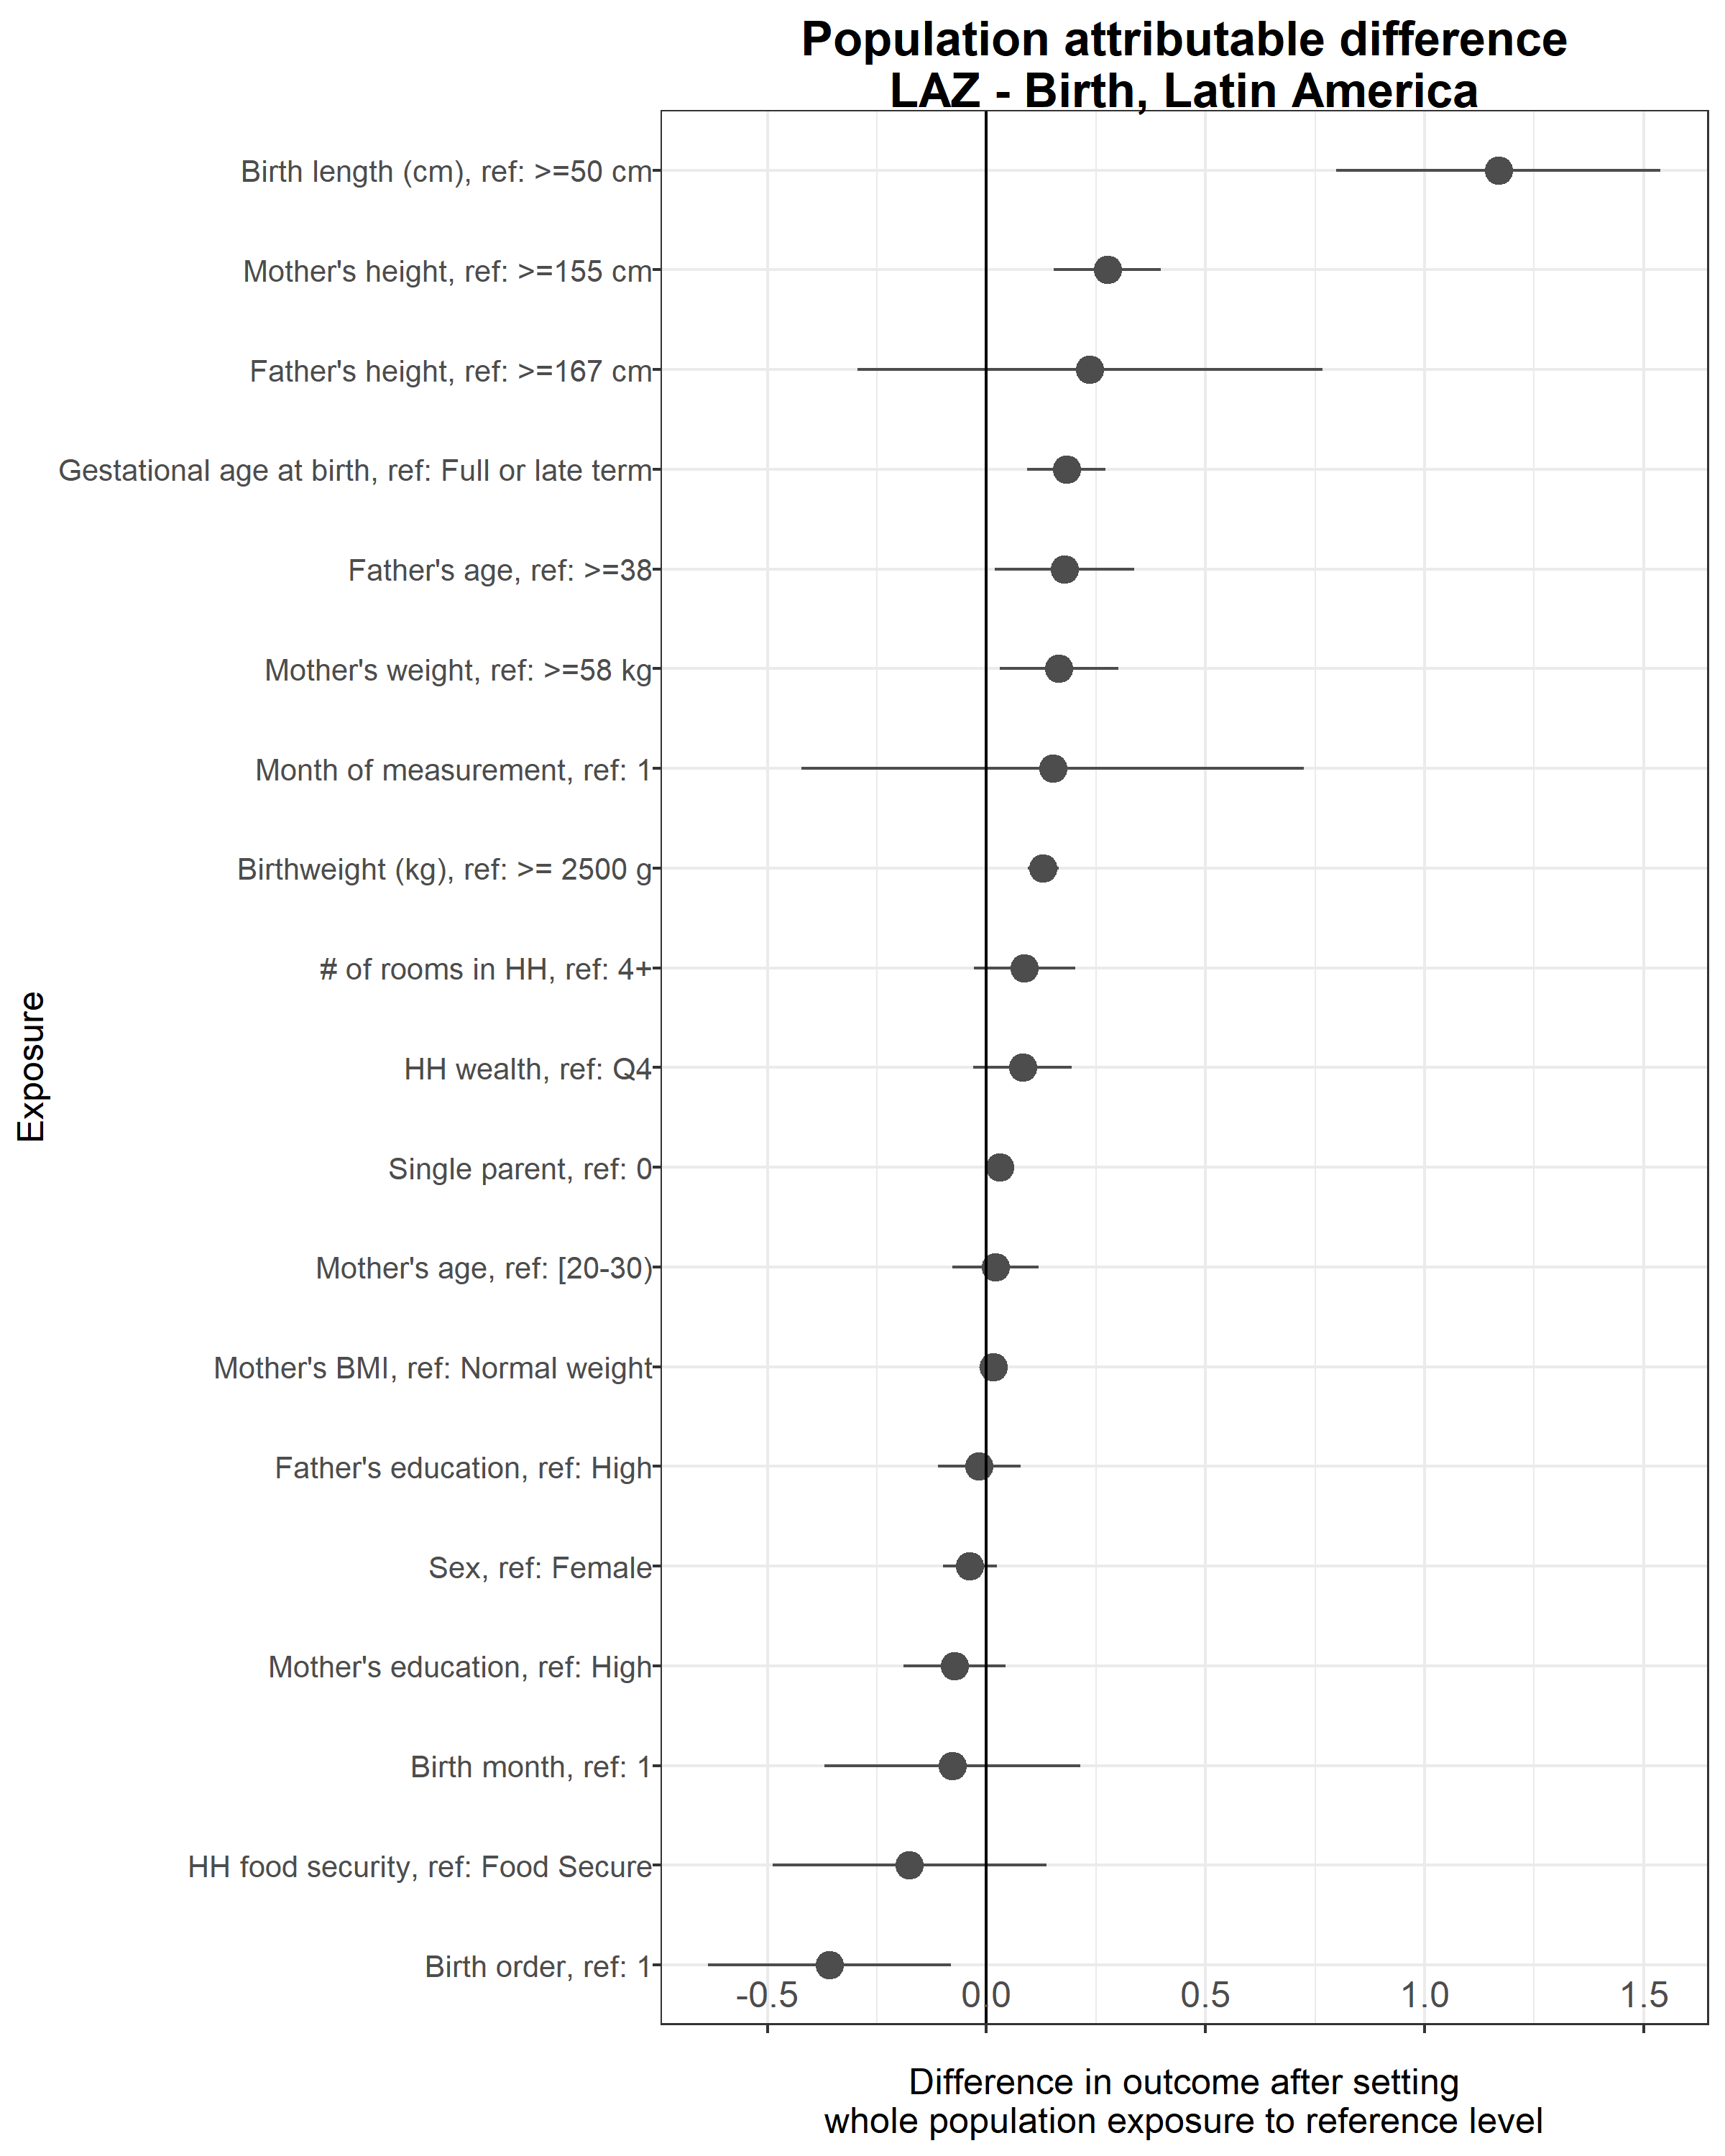 Population attributable difference
LAZ - Birth, Latin America
Birth length (cm), ref: >=50 cm
Mother's height, ref: >=155 cm
Father's height, ref: >=167 cm
Gestational age at birth, ref: Full or late term
Father's age, ref: >=38
Mother's weight, ref: >=58 kg
Month of measurement, ref: 1
Birthweight (kg), ref: >= 2500 g
# of rooms in HH, ref: 4+
HH wealth, ref: Q4
Single parent, ref: 0
Mother's age, ref: [20-30)
Mother's BMI, ref: Normal weight
Father's education, ref: High
Sex, ref: Female
Mother's education, ref: High
Birth month, ref: 1
HH food security, ref: Food Secure
Birth order, ref: 1
Exposure
-0.5 0.0 0.5 1.0 1.5
Difference in outcome after setting
whole population exposure to reference level